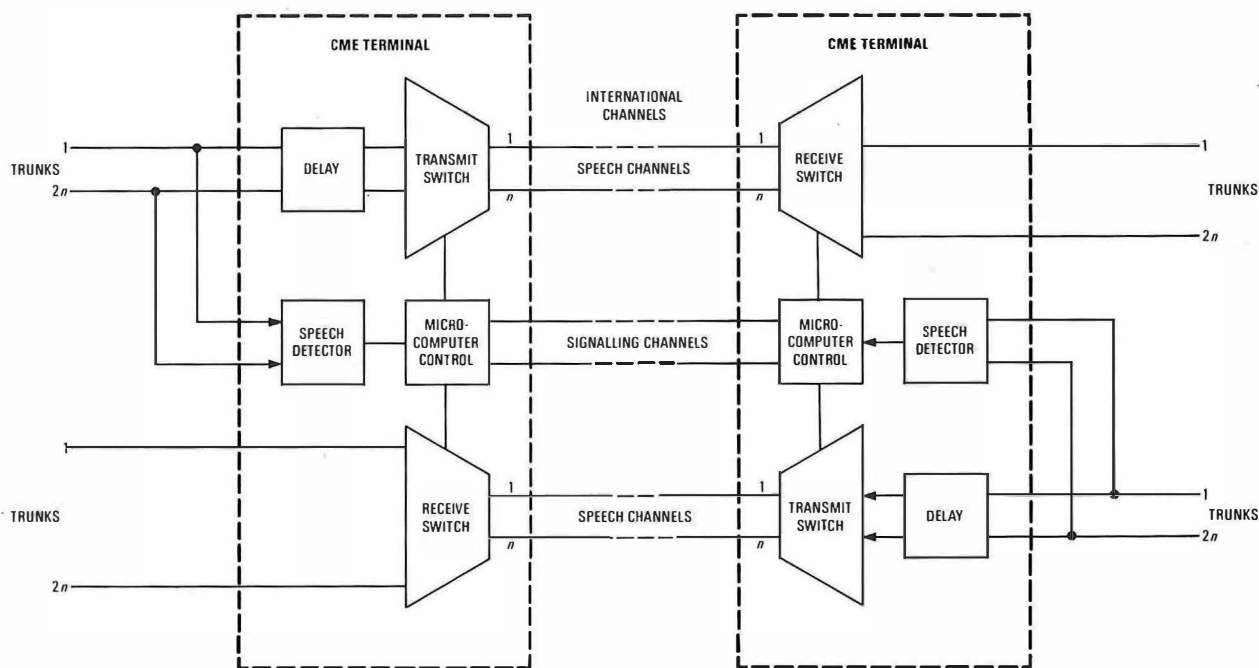 CME TERMINAL
CME TERMINAL
INTERNATIONAL
CHANNELS
1
TRUNKS
2n
DELAY
TRANSMIT
SWITCH
1
SPEECH CHANNELS
n
1
n
RECEIVE
SWITCH
1
TRUNKS
2n
SPEECH
DETECTOR
MICRO-
COMPUTER
CONTROL
SIGNALLING CHANNELS
MICRO-
COMPUTER
CONTROL
SPEECH
DETECTOR
1
TRUNKS
2n
RECEIVE
SWITCH
1
SPEECH CHANNELS
n
1
n
TRANSMIT
SWITCH
DELAY
1
TRUNKS
2n